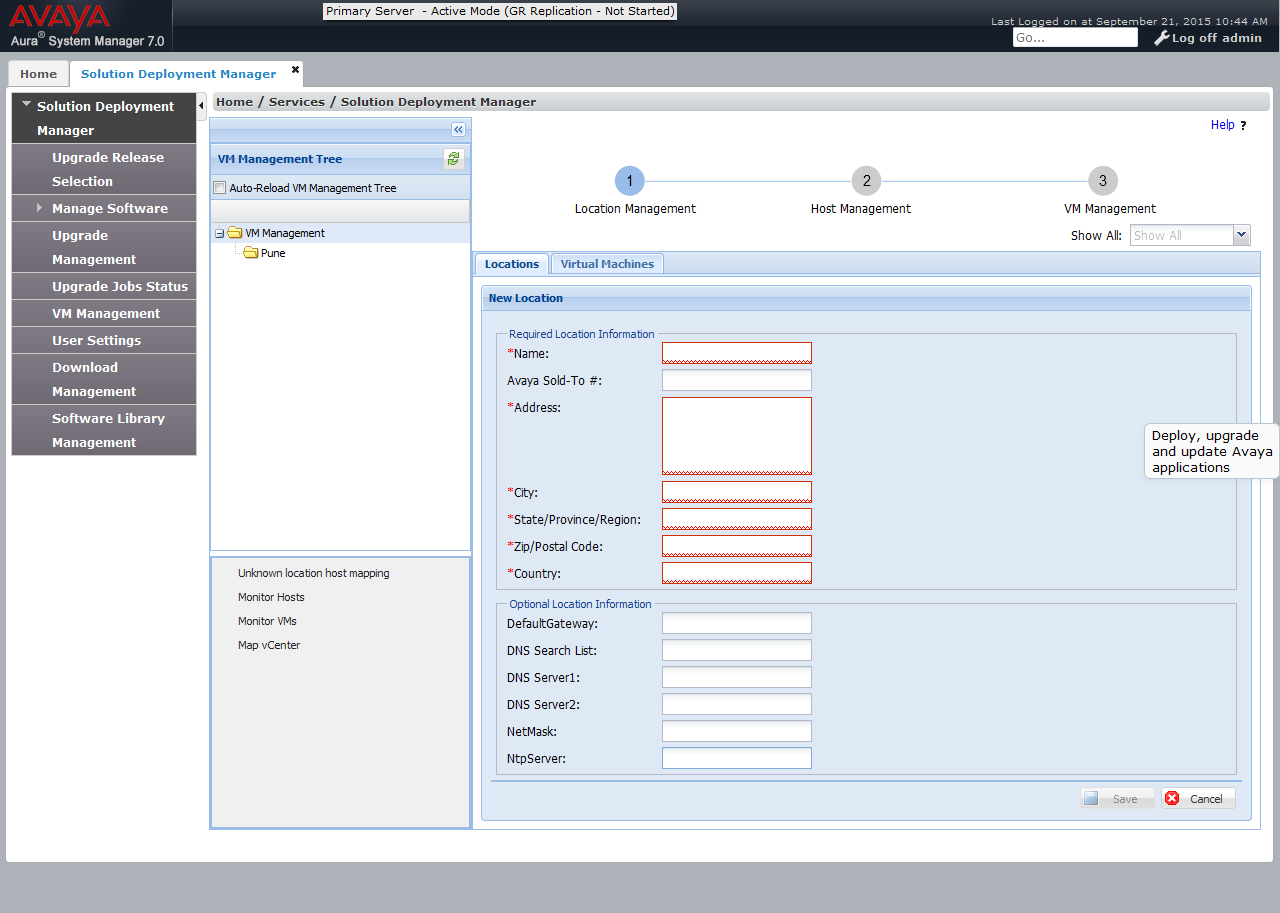 AVAYA
Aura® System Manager 7.0
Primary Server - Active Mode (GR Replication - Not Started)
Last Logged on at September 21, 2015 10:44 AM
Go...
Log off admin
Home
Solution Deployment Manager
Solution Deployment
Manager
Upgrade Release
Selection
Manage Software
Upgrade
Management
Upgrade Jobs Status
VM Management
User Settings
Download
Management
Software Library
Management
Home / Services / Solution Deployment Manager
Help ?
VM Management Tree
Auto-Reload VM Management Tree
VM Management
Pune
Unknown location host mapping
Monitor Hosts
Monitor VMs
Map vCenter
1
2
3
Location Management
Host Management
VM Management
Show All:
Show All
Locations
Virtual Machines
New Location
Required Location Information
*Name:
Avaya Sold-To #:
*Address:
*City:
*State/Province/Region:
*Zip/Postal Code:
*Country:
Optional Location Information
DefaultGateway:
DNS Search List:
DNS Server1:
DNS Server2:
NetMask:
NtpServer:
Save
Cancel
Deploy, upgrade
and update Avaya
applications